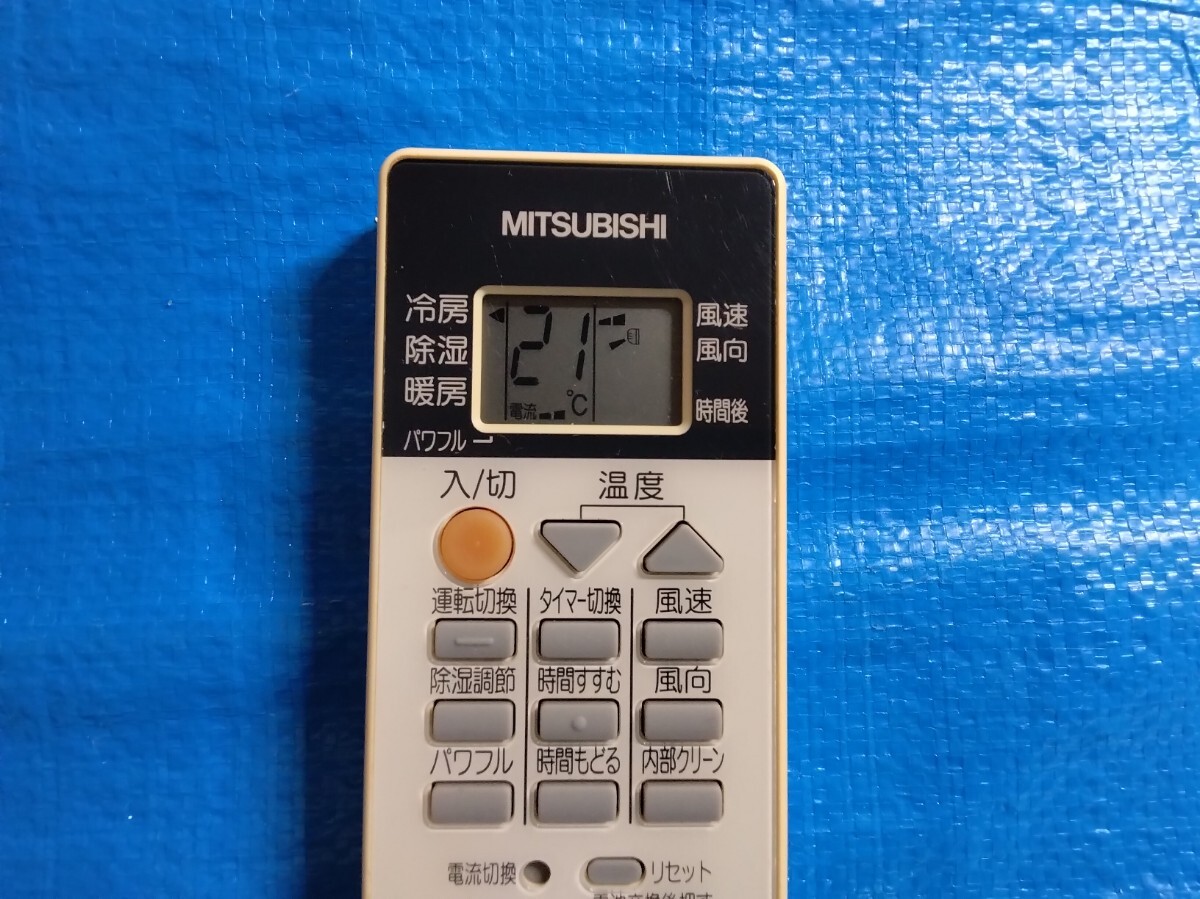 MITSUBISHI
冷房
除湿
暖房
パワフル
21
℃
電流
風速
風向
時間後
入/切
温度
運転切換
タイマー切換
風速
除湿調節
時間すすむ
風向
パワフル
時間もどる
内部クリーン
電流切換
リセット